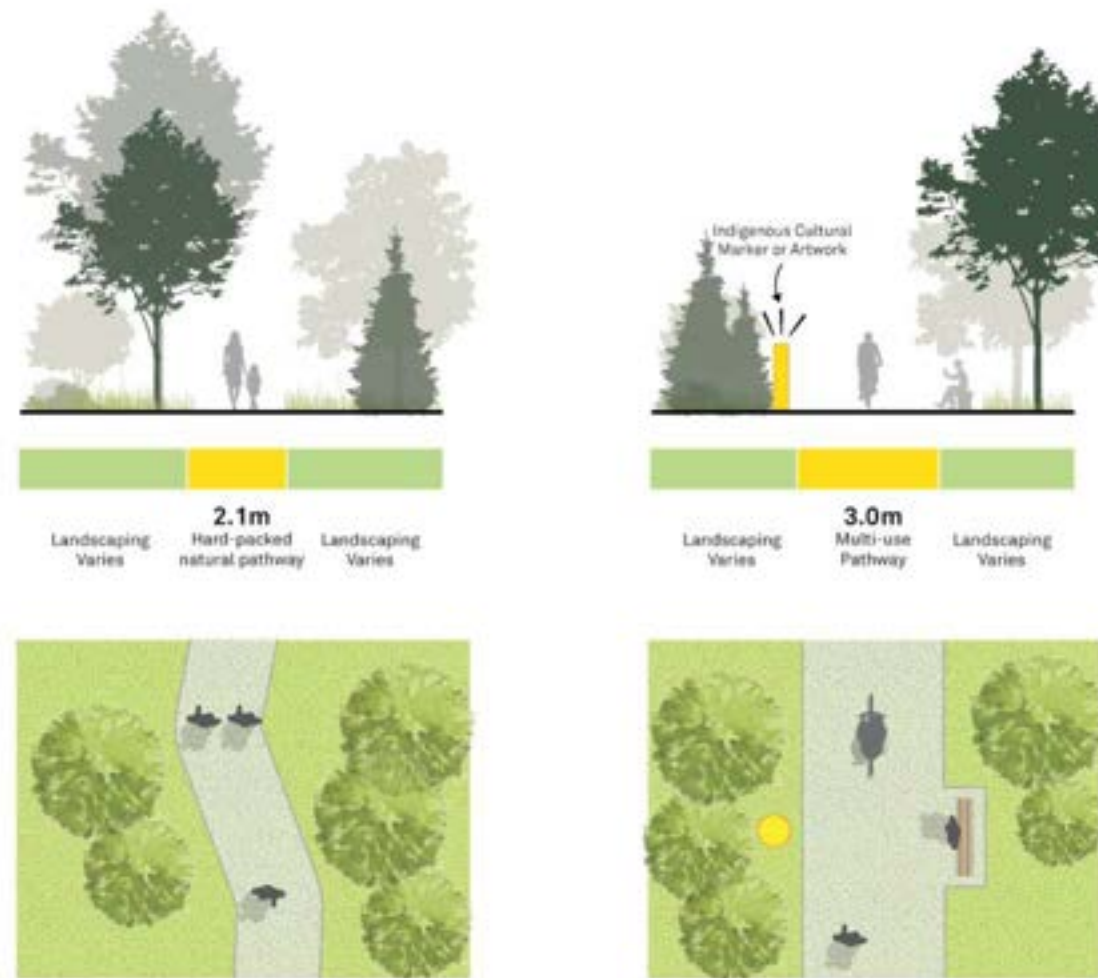 Indigenous Cultural
Marker or Artwork
2.1m
Landscaping
Varies
Hard-packed
natural pathway
Landscaping
Varies
3.0m
Landscaping
Varies
Multi-use
Pathway
Landscaping
Varies